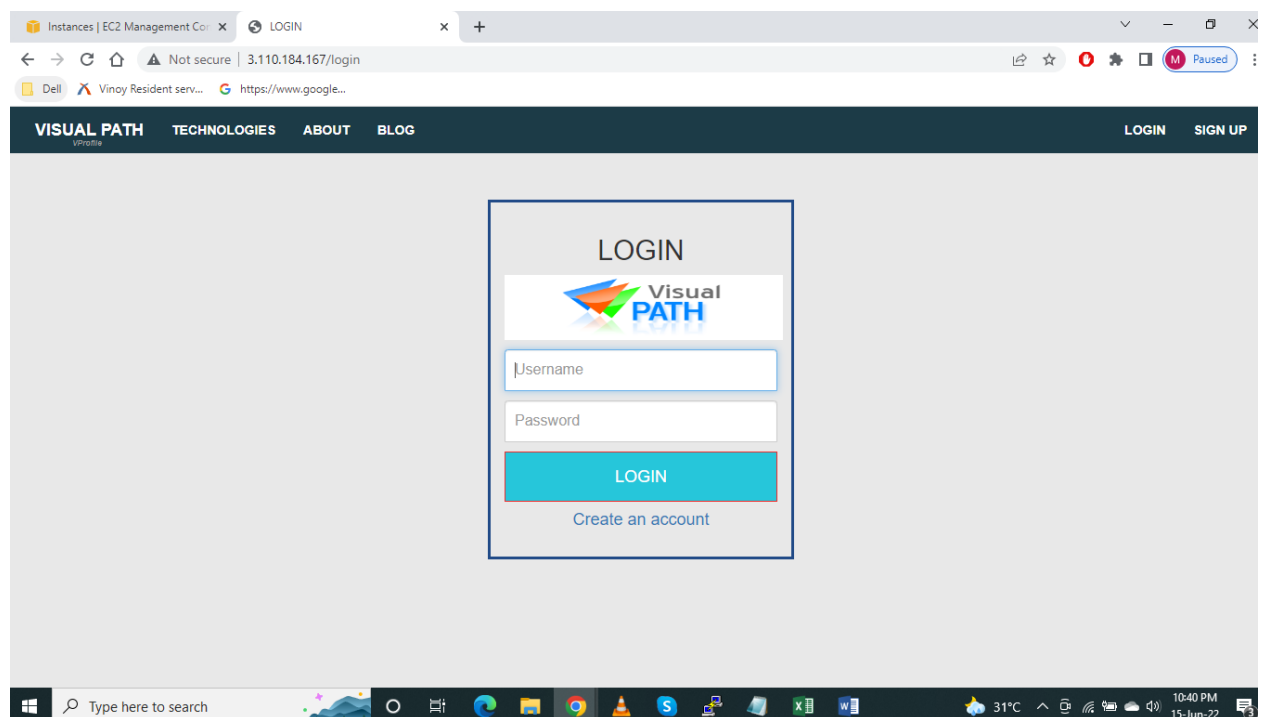 Instances | EC2 Management Cor
LOGIN
Not secure | 3.110.184.167/login
M Paused
Dell Vinoy Resident serv... G https://www.google...
VISUAL PATH TECHNOLOGIES ABOUT BLOG LOGIN SIGN UP
VProfile
LOGIN
Visual
PATH
Username
Password
LOGIN
Create an account
Type here to search
31°C
10:40 PM
15-Jun-22
3